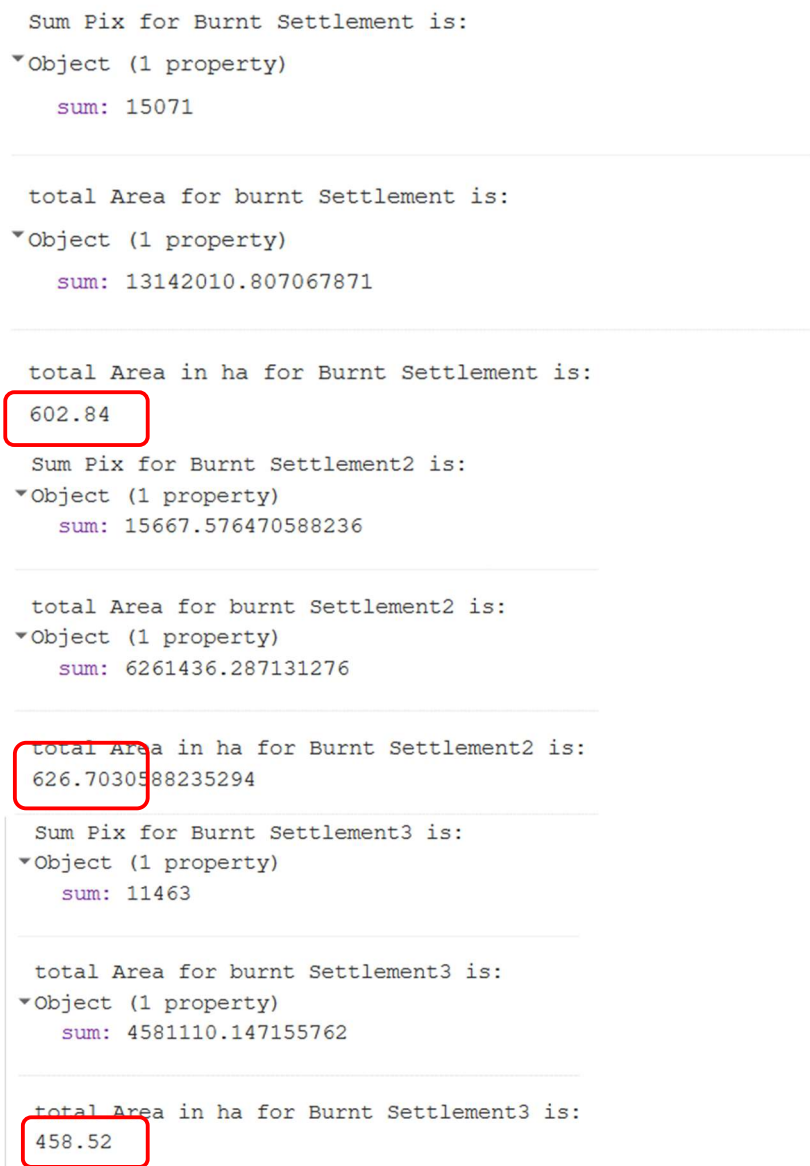 Sum Pix for Burnt Settlement is:
Object (1 property)
sum: 15071
total Area for burnt Settlement is:
Object (1 property)
sum: 13142010.807067871
total Area in ha for Burnt Settlement is:
602.84
Sum Pix for Burnt Settlement2 is:
Object (1 property)
sum: 15667.576470588236
total Area for burnt Settlement2 is:
Object (1 property)
sum: 6261436.287131276
total Area in ha for Burnt Settlement2 is:
626.7030588235294
Sum Pix for Burnt Settlement3 is:
Object (1 property)
sum: 11463
total Area for burnt Settlement3 is:
Object (1 property)
sum: 4581110.147155762
total Area in ha for Burnt Settlement3 is:
458.52